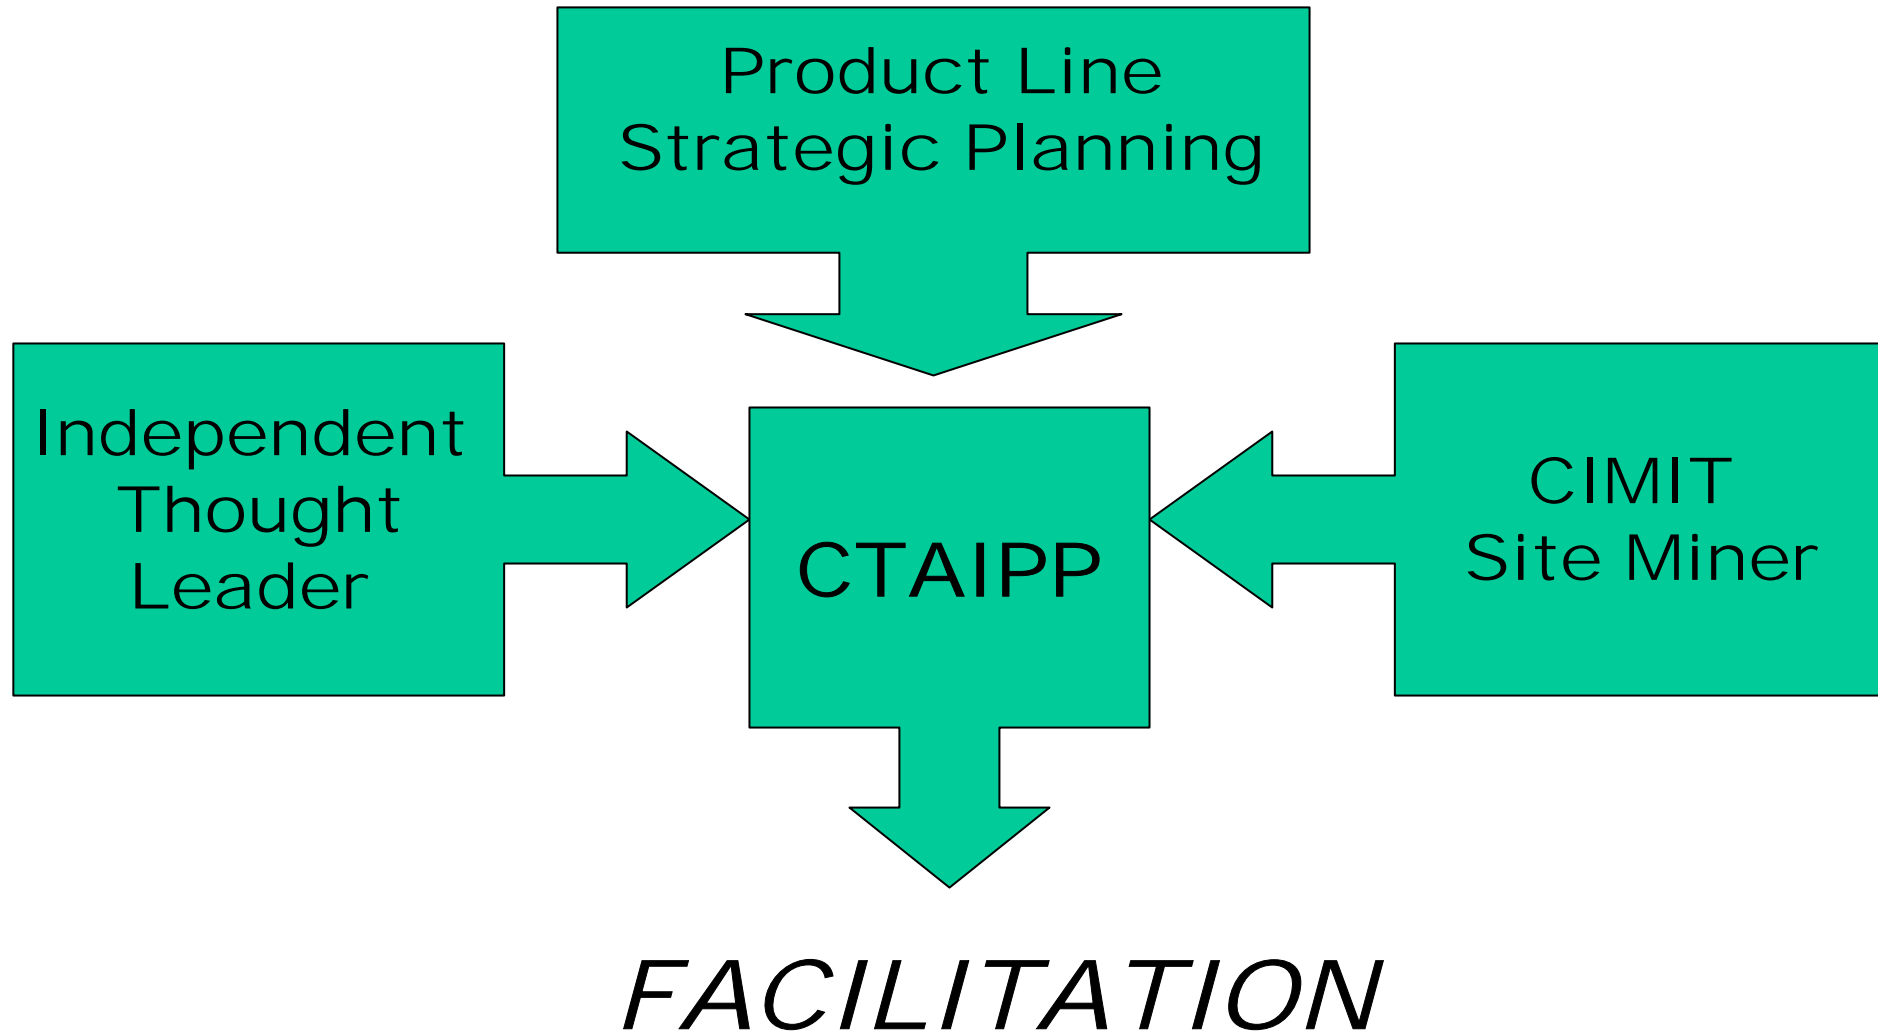 Product Line
Strategic Planning
Independent
Thought
Leader
CTAIPP
CIMIT
Site Miner
FACILITATION